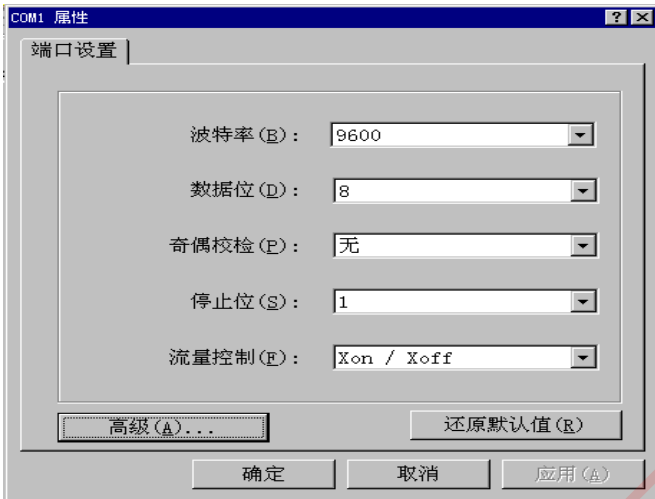 COM1 属性
端口设置
波特率(B): 9600
数据位(D): 8
奇偶校检(P): 无
停止位(S): 1
流量控制(F): Xon / Xoff
高级(A)... 还原默认值(R)
确定 取消 应用(A)